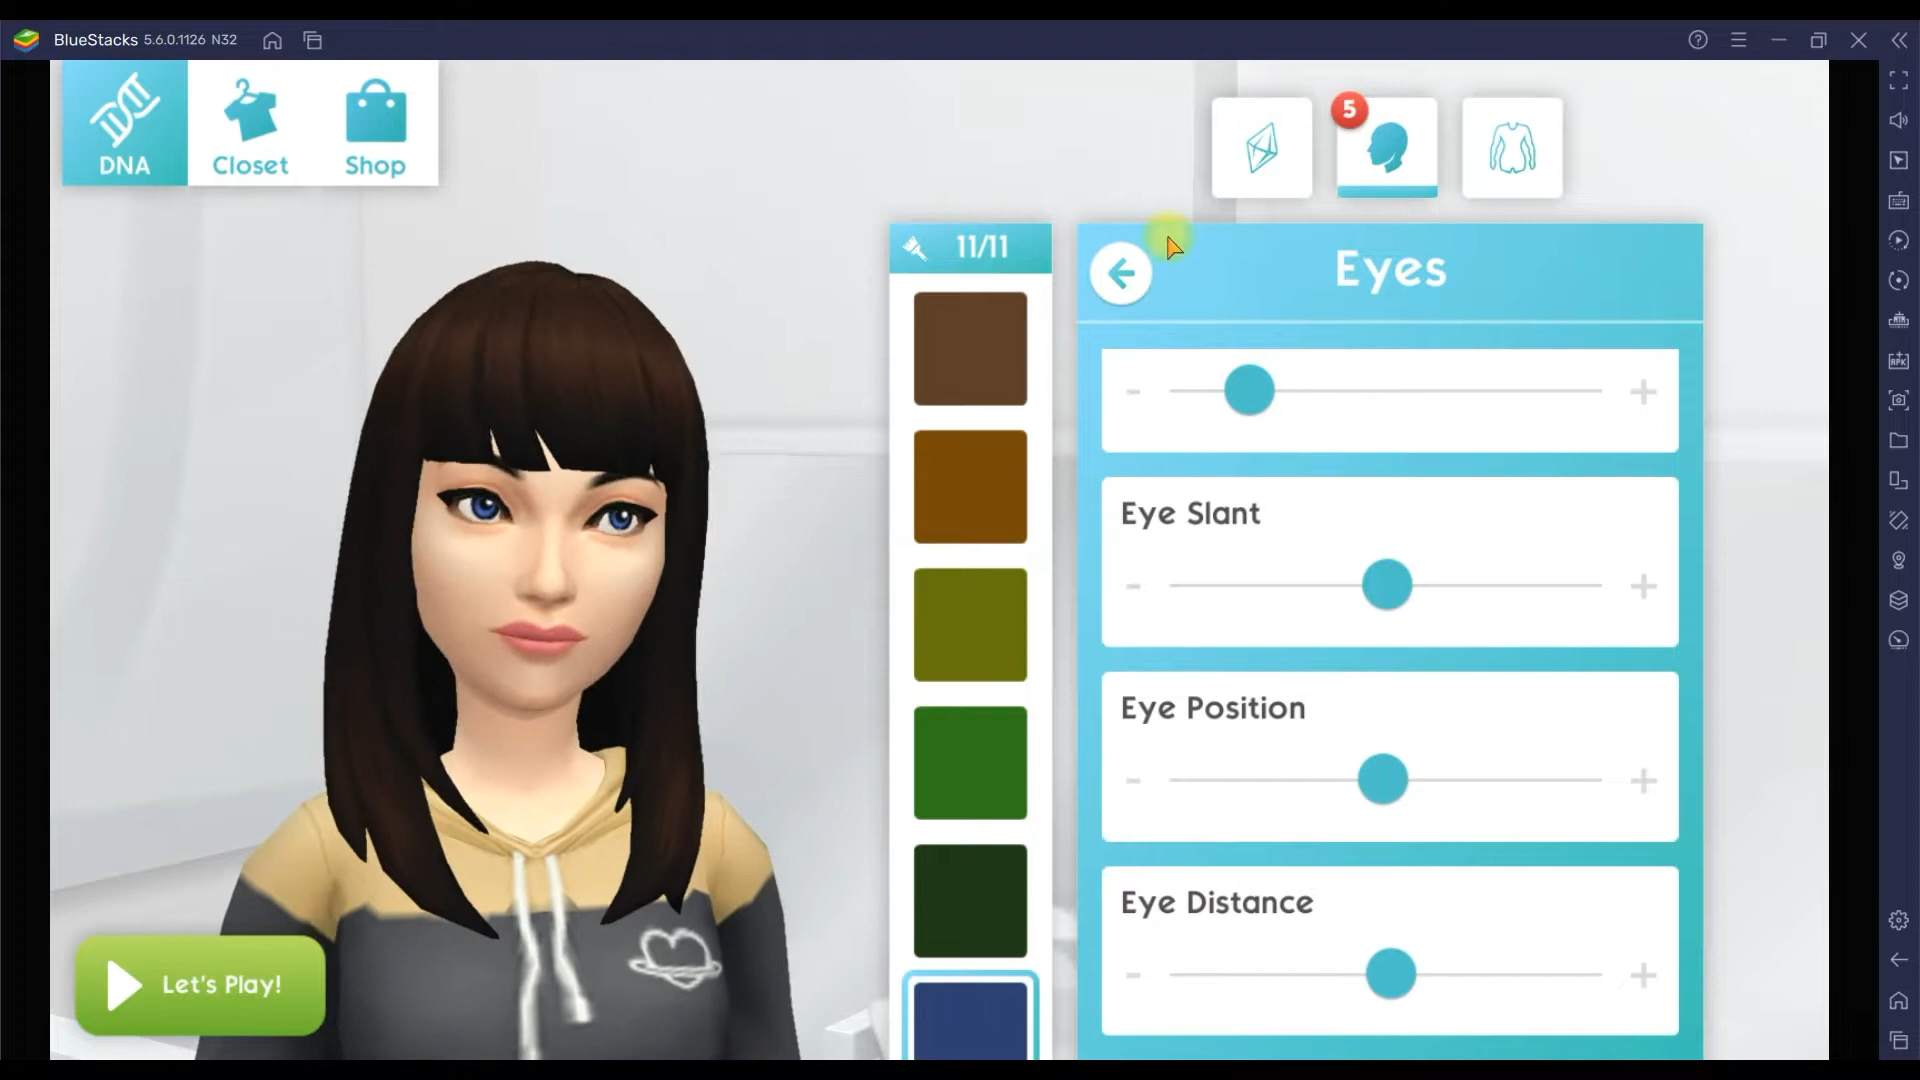 BlueStacks 5.6.0.1126 N32
DNA
Closet
Shop
5
11/11
Eyes
- +
Eye Slant
- +
Eye Position
- +
Eye Distance
- +
Let's Play!